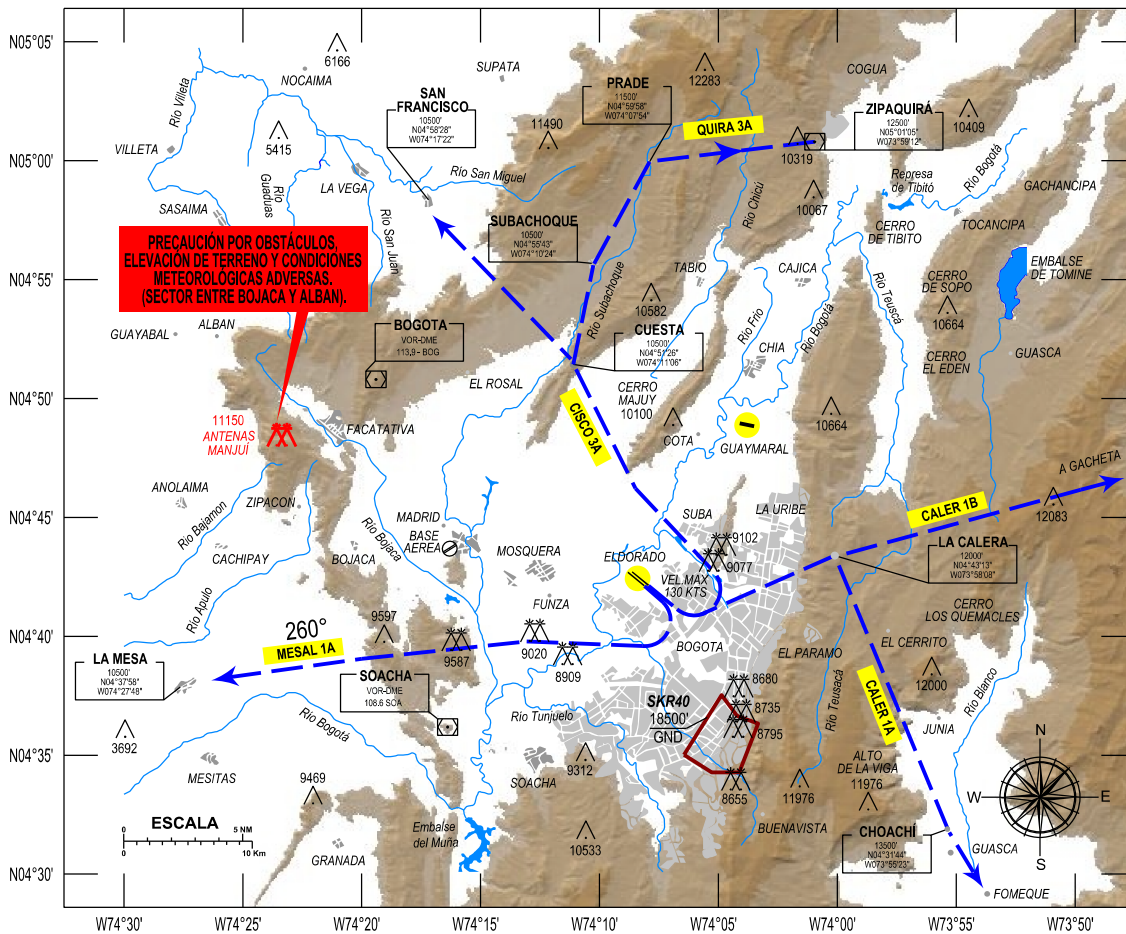 N05°05'
N05°00'
N04°55'
N04°50'
N04°45'
N04°40'
N04°35'
N04°30'
6166
NOCAIMA
SUPATA
Río Villeta
VILLETA
5415
SAN
FRANCISCO
10500'
N04°58'28"
W074°17'22"
11490
PRADE
11500'
N04°59'58"
W074°07'54"
12283
COGUA
QUIRA 3A
ZIPAQUIRÁ
12500'
N05°01'05"
W073°59'12"
10409
10319
LA VEGA
Río
Guaduas
Río San Miguel
Río Chicú
10067
Represa
de Tibitó
Río Bogotá
GACHANCIPA
SASAIMA
Río San Juan
SUBACHOQUE
10500'
N04°55'43"
W074°10'24"
CERRO
DE TIBITO
TOCANCIPA
PRECAUCIÓN POR OBSTÁCULOS,
ELEVACIÓN DE TERRENO Y CONDICIONES
METEOROLÓGICAS ADVERSAS.
(SECTOR ENTRE BOJACA Y ALBAN).
Río Subachoque
TABIO
CAJICA
Río Teuscá
CERRO
DE SOPO
EMBALSE
DE TOMINE
10582
10664
GUAYABAL
ALBAN
BOGOTA
VOR-DME
113,9 - BOG
CUESTA
10500'
N04°51'26"
W074°11'06"
Río Frío
Río Bogotá
CHIA
GUASCA
CERRO
EL EDEN
EL ROSAL
CISCO 3A
CERRO
MAJUY
10100
10664
11150
ANTENAS
MANJUÍ
FACATATIVA
COTA
GUAYMARAL
A GACHETA
ANOLAIMA
ZIPACON
Río Bajamon
Río Bojaca
MADRID
BASE
AEREA
SUBA
LA URIBE
CALER 1B
12083
9102
9077
CACHIPAY
BOJACA
MOSQUERA
ELDORADO
VEL.MAX
130 KTS
LA CALERA
12000'
N04°43'13"
W073°58'08"
Río Apulo
FUNZA
CERRO
LOS QUEMACLES
260°
MESAL 1A
9597
9587
9020
8909
BOGOTA
EL PARAMO
EL CERRITO
LA MESA
10500'
N04°37'58"
W074°27'48"
SOACHA
VOR-DME
108.6 SOA
SKR40
18500'
GND
8680
8735
8795
Río Teusacá
CALER 1A
12000
Río Blanco
Río Bogotá
Río Tunjuelo
JUNIA
N
W
E
S
3692
MESITAS
9469
SOACHA
9312
8655
11976
ALTO
DE LA VIGA
11976
ESCALA
0
5 NM
0
10 Km
GRANADA
Embalse
del Muña
10533
BUENAVISTA
CHOACHÍ
13500'
N04°31'44"
W073°55'23"
GUASCA
FOMEQUE
W74°30'
W74°25'
W74°20'
W74°15'
W74°10'
W74°05'
W74°00'
W73°55'
W73°50'